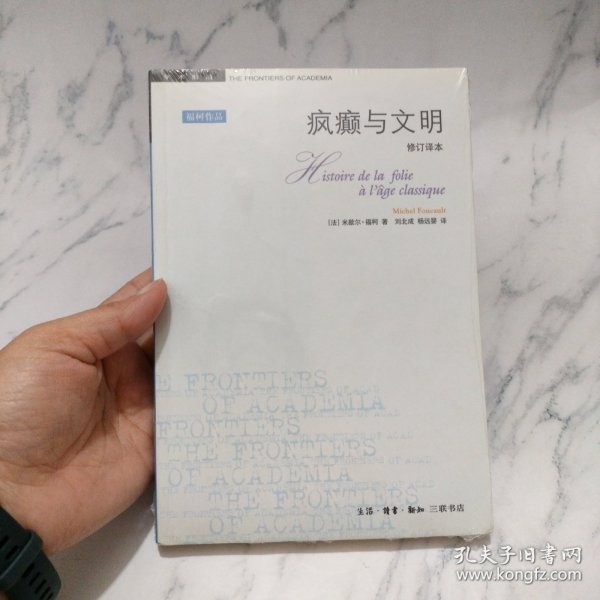 THE FRONTIERS OF ACADEMIA
福柯作品
疯癫与文明
修订译本
Histoire de la folie
à l'âge classique
Michel Foucault
[法] 米歇尔·福柯 著 刘北成 杨远婴 译
THE FRONTIERS
OF ACADEMIA
FRONTIERS
THE FRONTIERS
OF ACADEMIA
THE FRONTIERS
OF ACADEMIA
生活·读书·新知 三联书店
孔夫子旧书网
www.kongfz.com